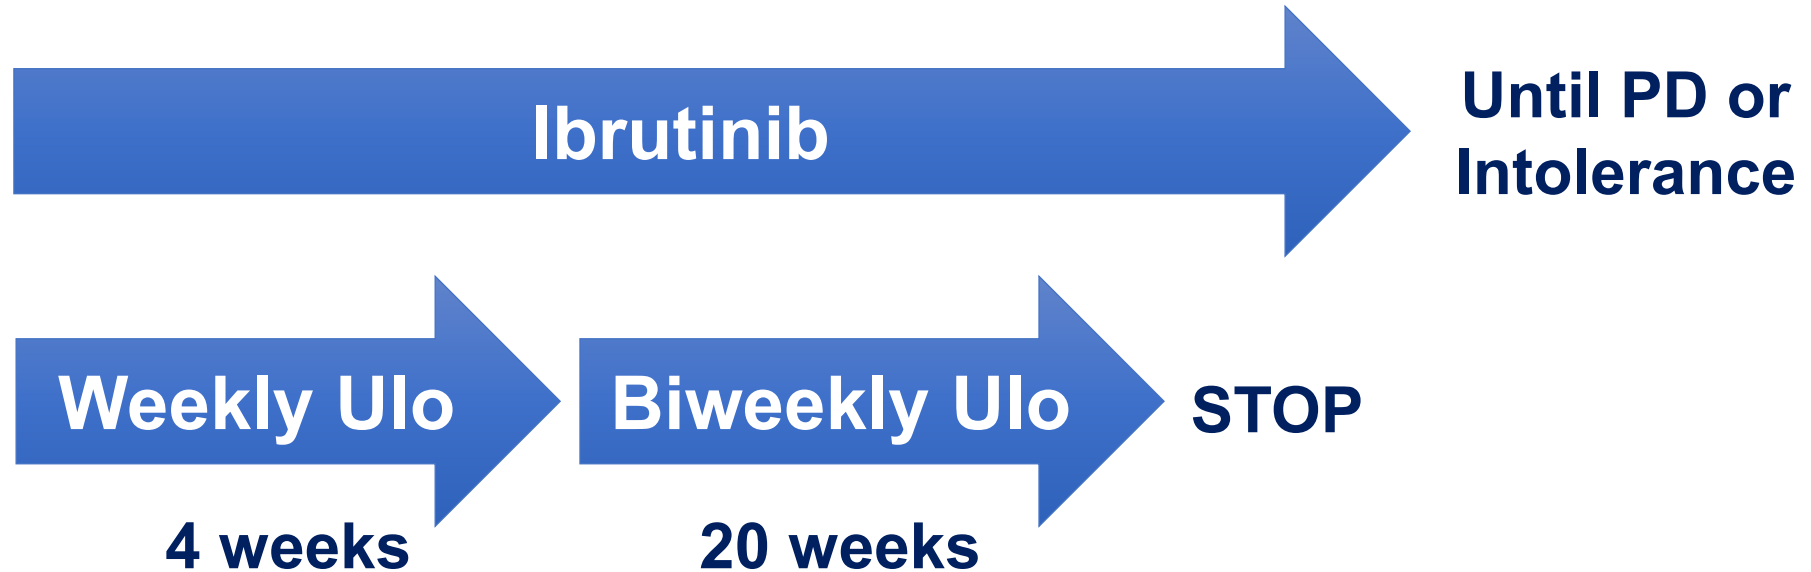 Ibrutinib
Until PD or
Intolerance
Weekly Ulo
Biweekly Ulo
STOP
4 weeks
20 weeks